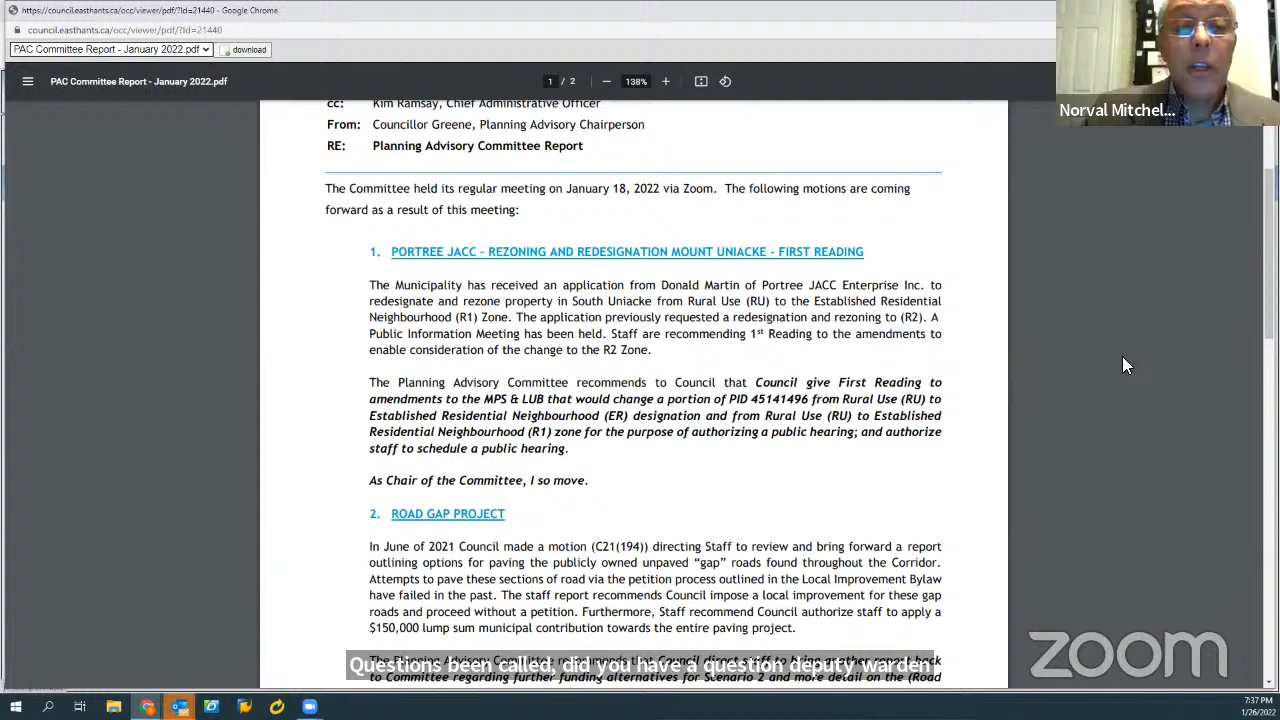 https://council.easthants.ca/occ/viewer/pdf/?Id=21440 - Google Chrome
council.easthants.ca/occ/viewer/pdf/?Id=21440
PAC Committee Report - January 2022.pdf
download
PAC Committee Report - January 2022.pdf
1 / 2
138%
Norval Mitchel...
cc: Kim Ramsay, Chief Administrative Officer
From: Councillor Greene, Planning Advisory Chairperson
RE: Planning Advisory Committee Report
The Committee held its regular meeting on January 18, 2022 via Zoom. The following motions are coming
forward as a result of this meeting:
1. PORTREE JACC – REZONING AND REDESIGNATION MOUNT UNIACKE - FIRST READING
The Municipality has received an application from Donald Martin of Portree JACC Enterprise Inc. to
redesignate and rezone property in South Uniacke from Rural Use (RU) to the Established Residential
Neighbourhood (R1) Zone. The application previously requested a redesignation and rezoning to (R2). A
Public Information Meeting has been held. Staff are recommending 1st Reading to the amendments to
enable consideration of the change to the R2 Zone.
The Planning Advisory Committee recommends to Council that Council give First Reading to
amendments to the MPS & LUB that would change a portion of PID 45141496 from Rural Use (RU) to
Established Residential Neighbourhood (ER) designation and from Rural Use (RU) to Established
Residential Neighbourhood (R1) zone for the purpose of authorizing a public hearing; and authorize
staff to schedule a public hearing.
As Chair of the Committee, I so move.
2. ROAD GAP PROJECT
In June of 2021 Council made a motion (C21(194)) directing Staff to review and bring forward a report
outlining options for paving the publicly owned unpaved “gap” roads found throughout the Corridor.
Attempts to pave these sections of road via the petition process outlined in the Local Improvement Bylaw
have failed in the past. The staff report recommends Council impose a local improvement for these gap
roads and proceed without a petition. Furthermore, Staff recommend Council authorize staff to apply a
$150,000 lump sum municipal contribution towards the entire paving project.
Questions been called, did you have a question deputy warden
to Committee regarding further funding alternatives for Scenario 2 and more detail on the (Road
zoom
7:37 PM
1/26/2022